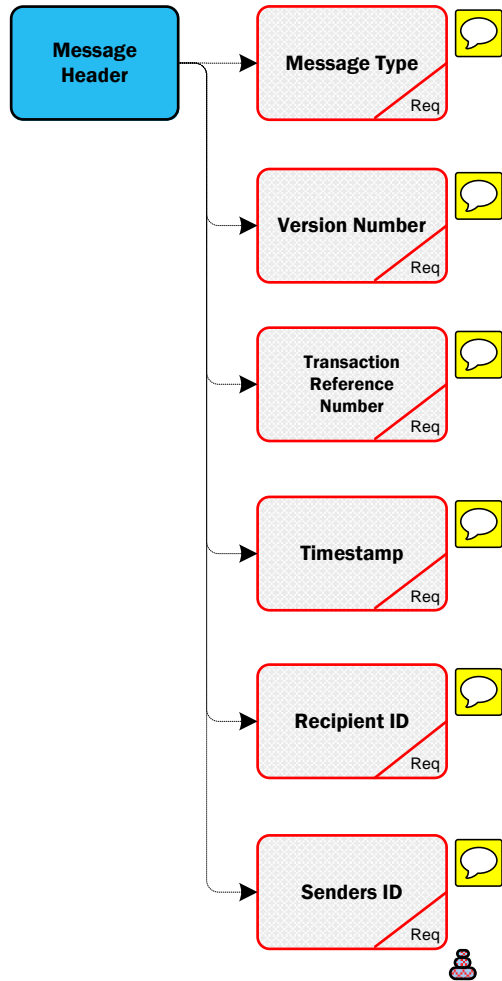 Message
Header
Message Type
Req
Version Number
Req
Transaction
Reference
Number
Req
Timestamp
Req
Recipient ID
Req
Senders ID
Req